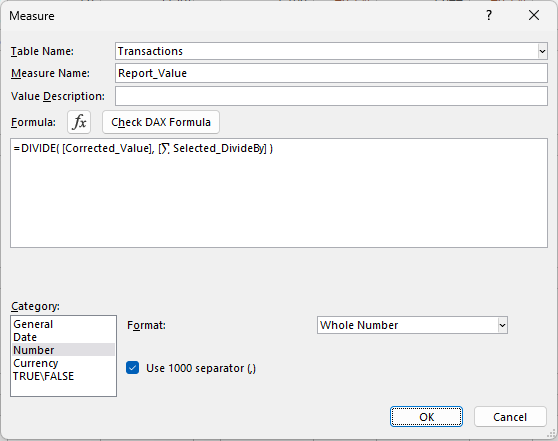 Measure
? ×
Table Name: Transactions
Measure Name: Report_Value
Value Description:
Formula: fx Check DAX Formula
=DIVIDE( [Corrected_Value], [∑ Selected_DivideBy] )
Category:
General
Date
Number
Currency
TRUE\FALSE
Format: Whole Number
Use 1000 separator (,)
OK Cancel